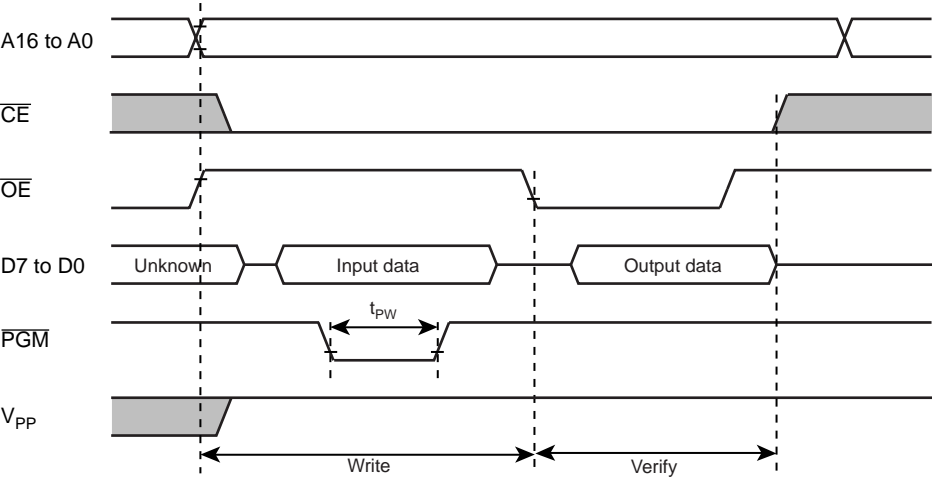 A16 to A0
CE
OE
D7 to D0
Unknown
Input data
Output data
tPW
PGM
VPP
Write
Verify